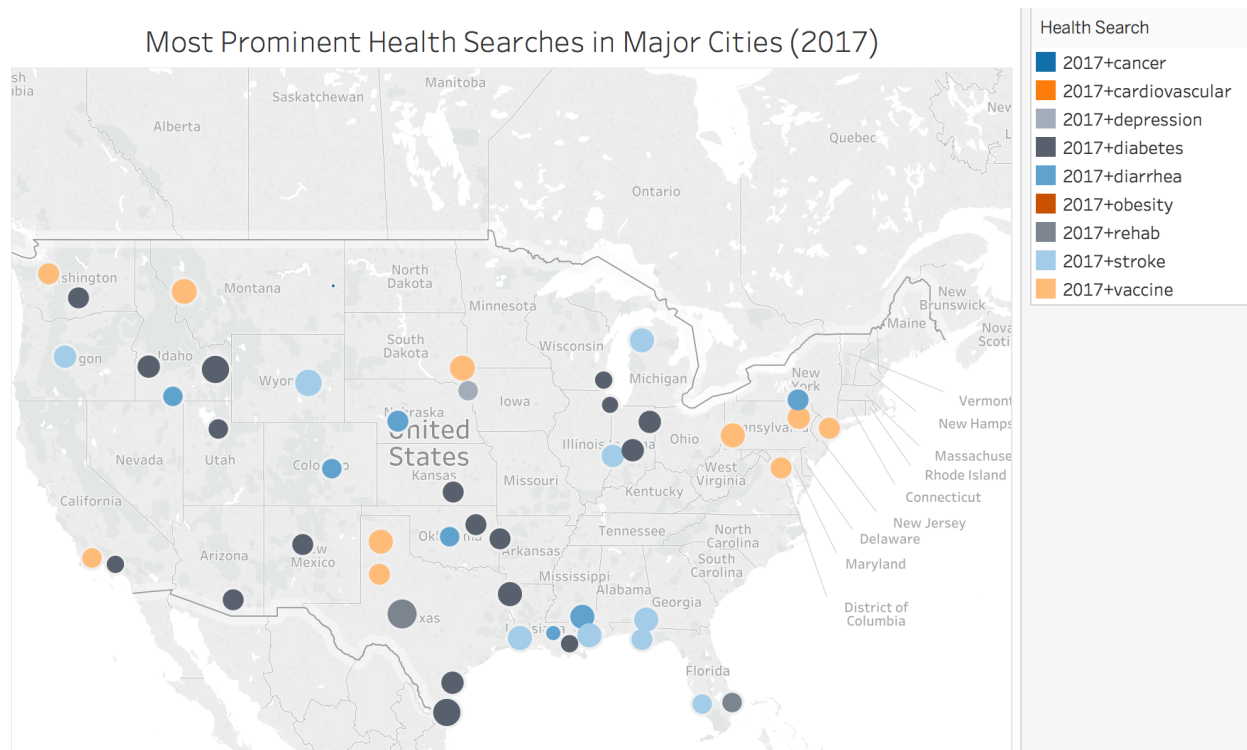 Most Prominent Health Searches in Major Cities (2017)
Health Search
2017+cancer
2017+cardiovascular
2017+depression
2017+diabetes
2017+diarrhea
2017+obesity
2017+rehab
2017+stroke
2017+vaccine
Manitoba
Saskatchewan
Alberta
Quebec
Ontario
North
Dakota
Montana
Minnesota
New
Brunswick
Maine
South
Dakota
Wisconsin
Idaho
Michigan
New
York
Iowa
United
States
Vermont
New Hamps
Nevada
Utah
Ohio
Massachuse
Kansas
Missouri
West
Virginia
Rhode Island
California
Kentucky
Connecticut
New Jersey
Delaware
Arizona
Mexico
Arkansas
Tennessee
North
Carolina
South
Carolina
Maryland
Mississippi
Alabama
Georgia
District of
Columbia
Florida